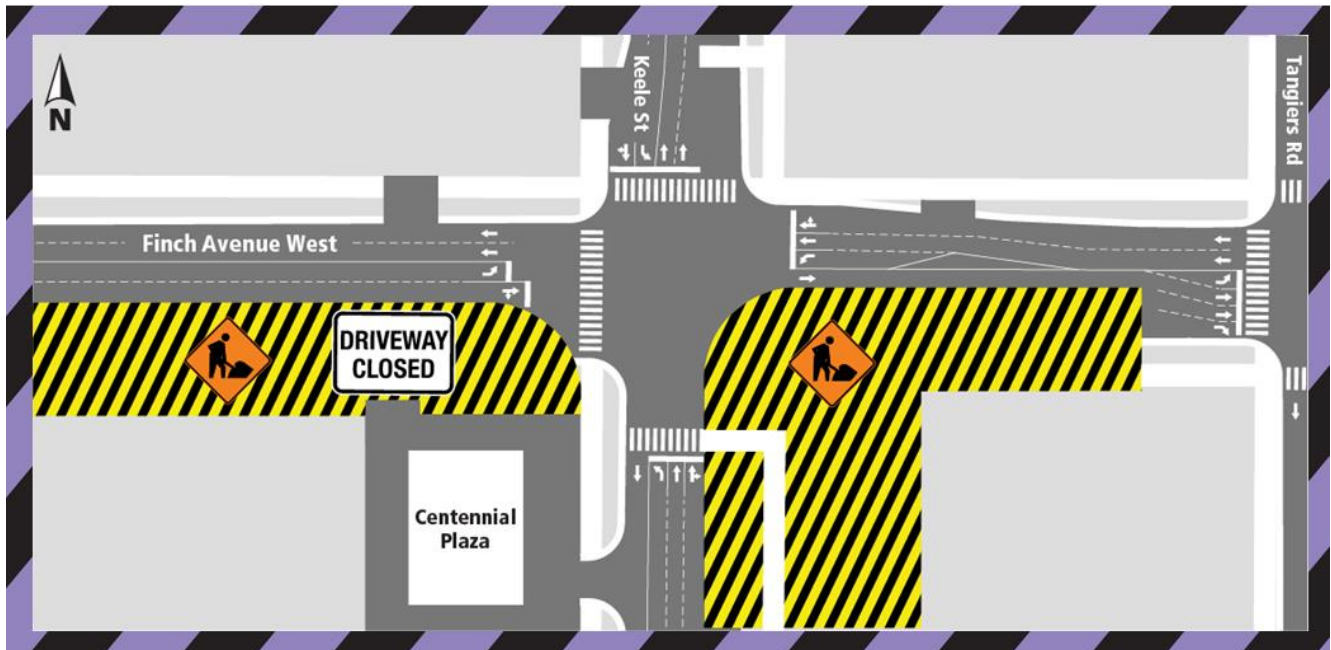 Keele St
Tangiers Rd
N
Finch Avenue West
DRIVEWAY
CLOSED
Centennial
Plaza